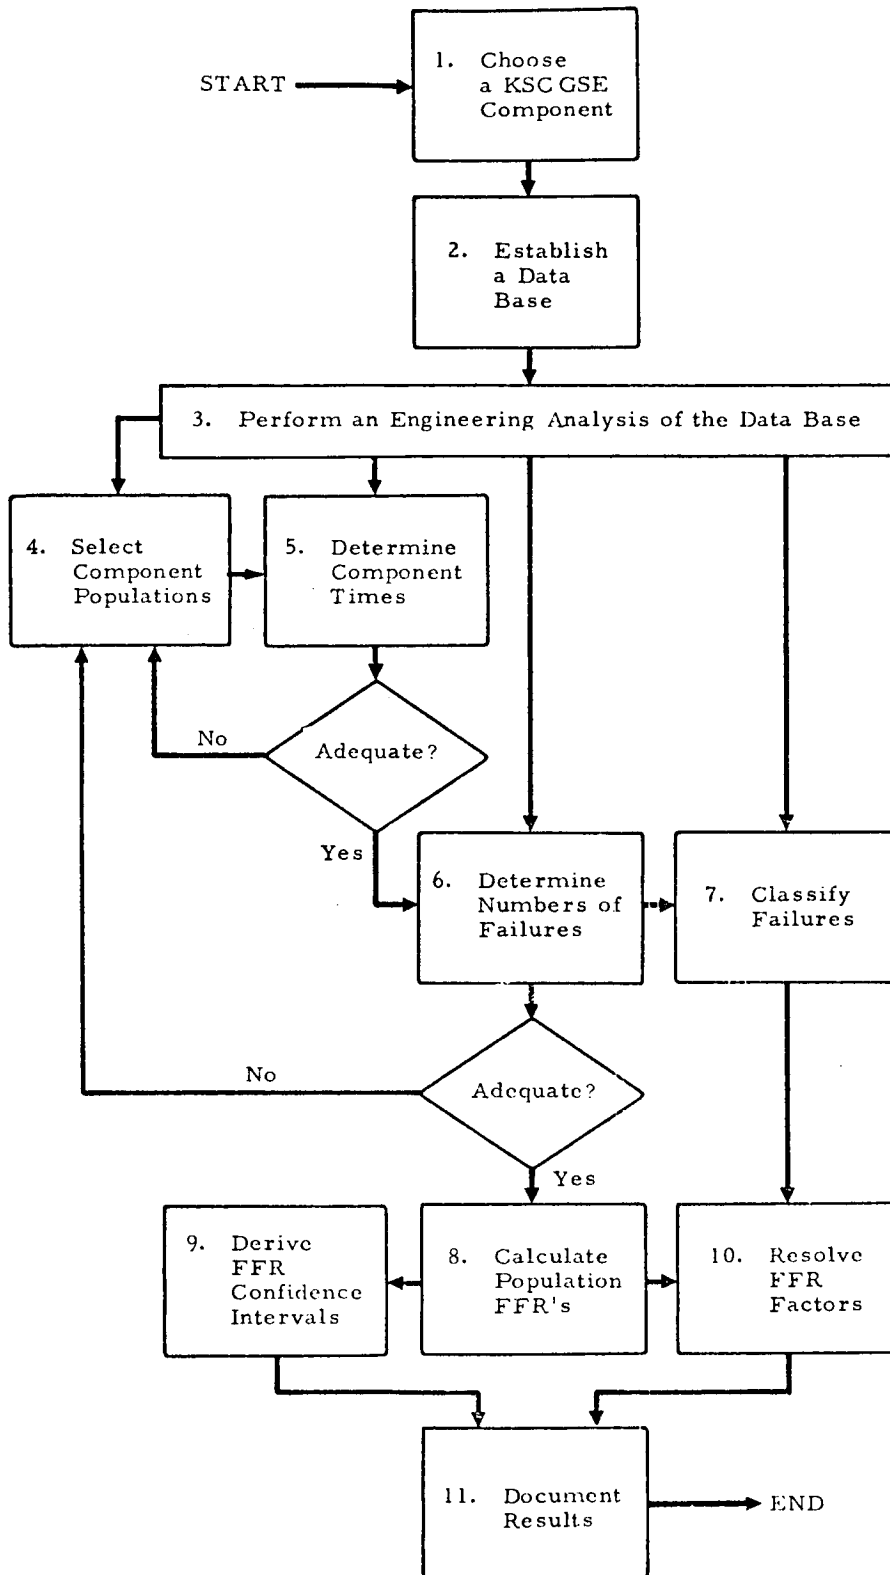 START
1. Choose
a KSC GSE
Component
2. Establish
a Data
Base
3. Perform an Engineering Analysis of the Data Base
4. Select
Component
Populations
5. Determine
Component
Times
Adequate?
No
Yes
6. Determine
Numbers of
Failures
7. Classify
Failures
Adequate?
No
Yes
9. Derive
FFR
Confidence
Intervals
8. Calculate
Population
FFR's
10. Resolve
FFR
Factors
11. Document
Results
END